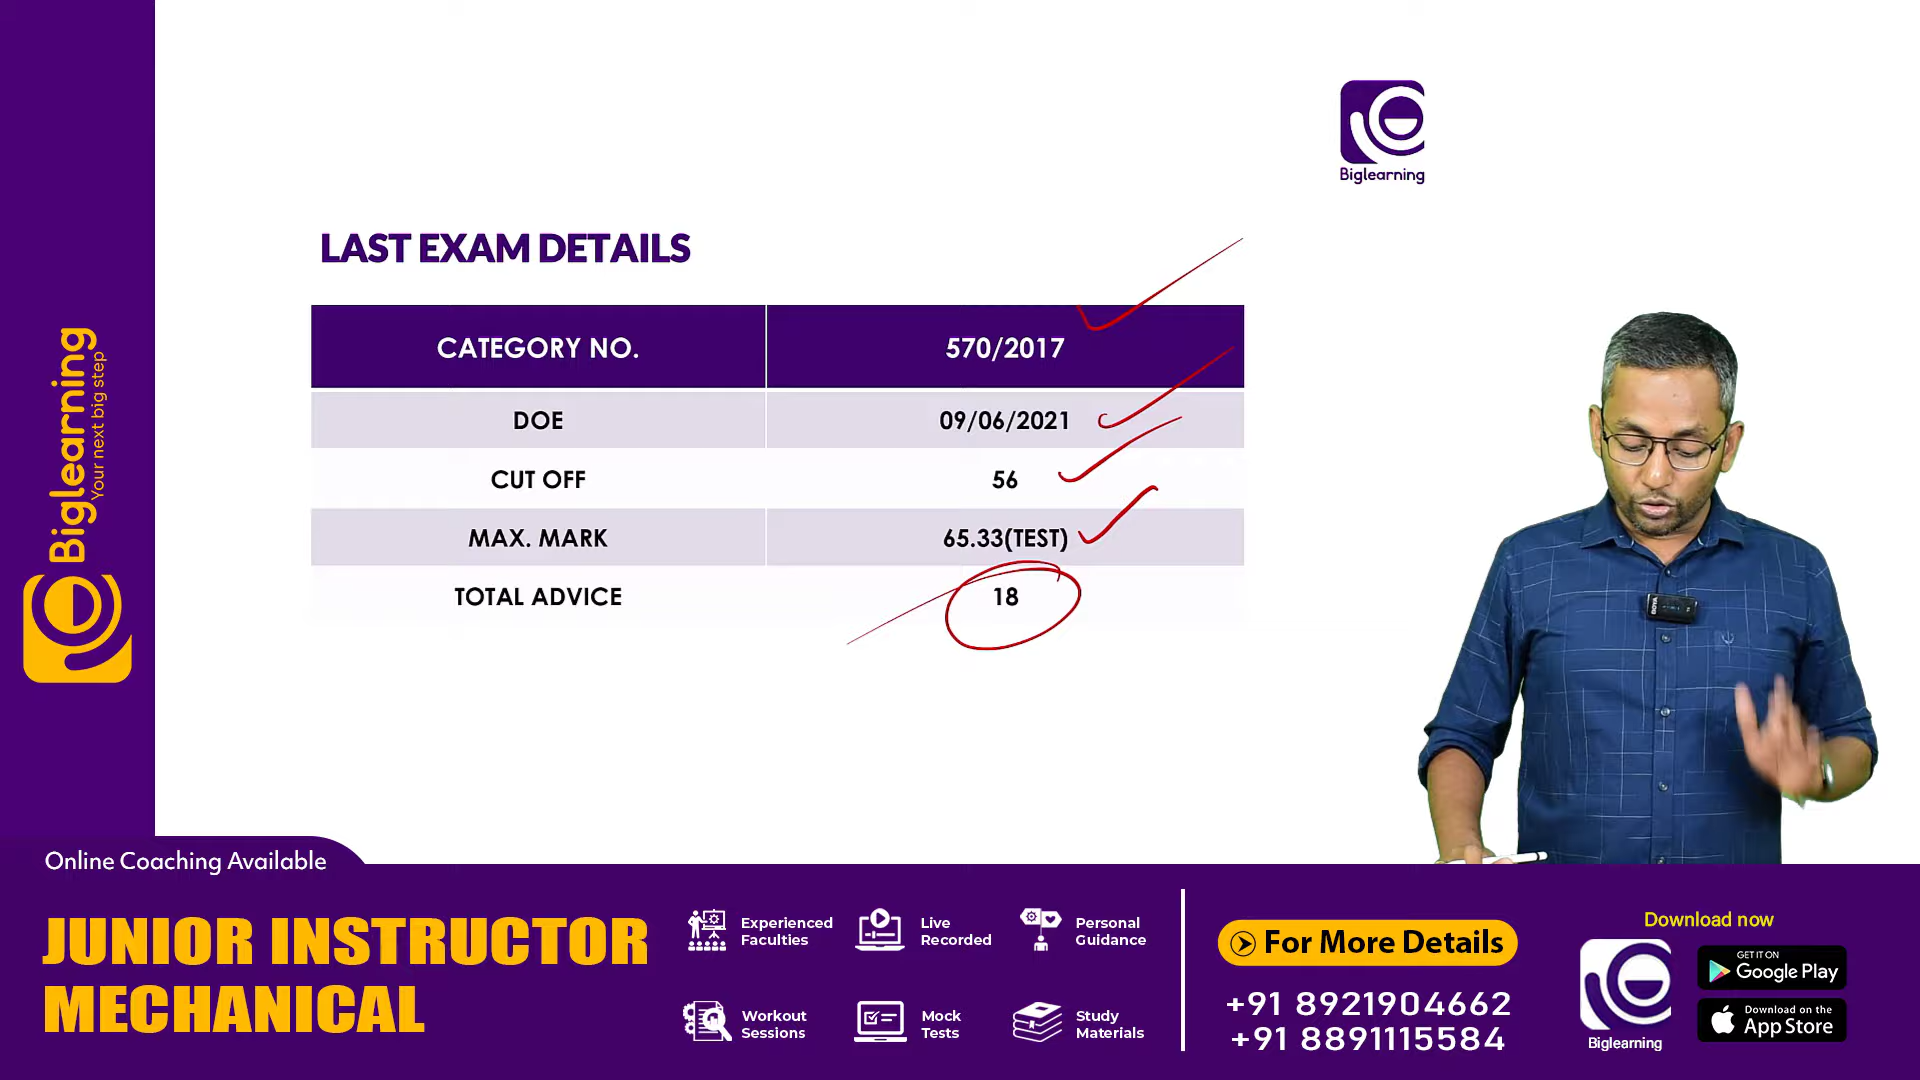 Biglearning
LAST EXAM DETAILS
CATEGORY NO. 570/2017
DOE 09/06/2021
CUT OFF 56
MAX. MARK 65.33(TEST)
TOTAL ADVICE 18
Biglearning
Your next big step
BOYA
Online Coaching Available
JUNIOR INSTRUCTOR
MECHANICAL
Experienced
Faculties
Live
Recorded
Personal
Guidance
Workout
Sessions
Mock
Tests
Study
Materials
For More Details
+91 8921904662
+91 8891115584
Download now
Biglearning
GET IT ON
Google Play
Download on the
App Store